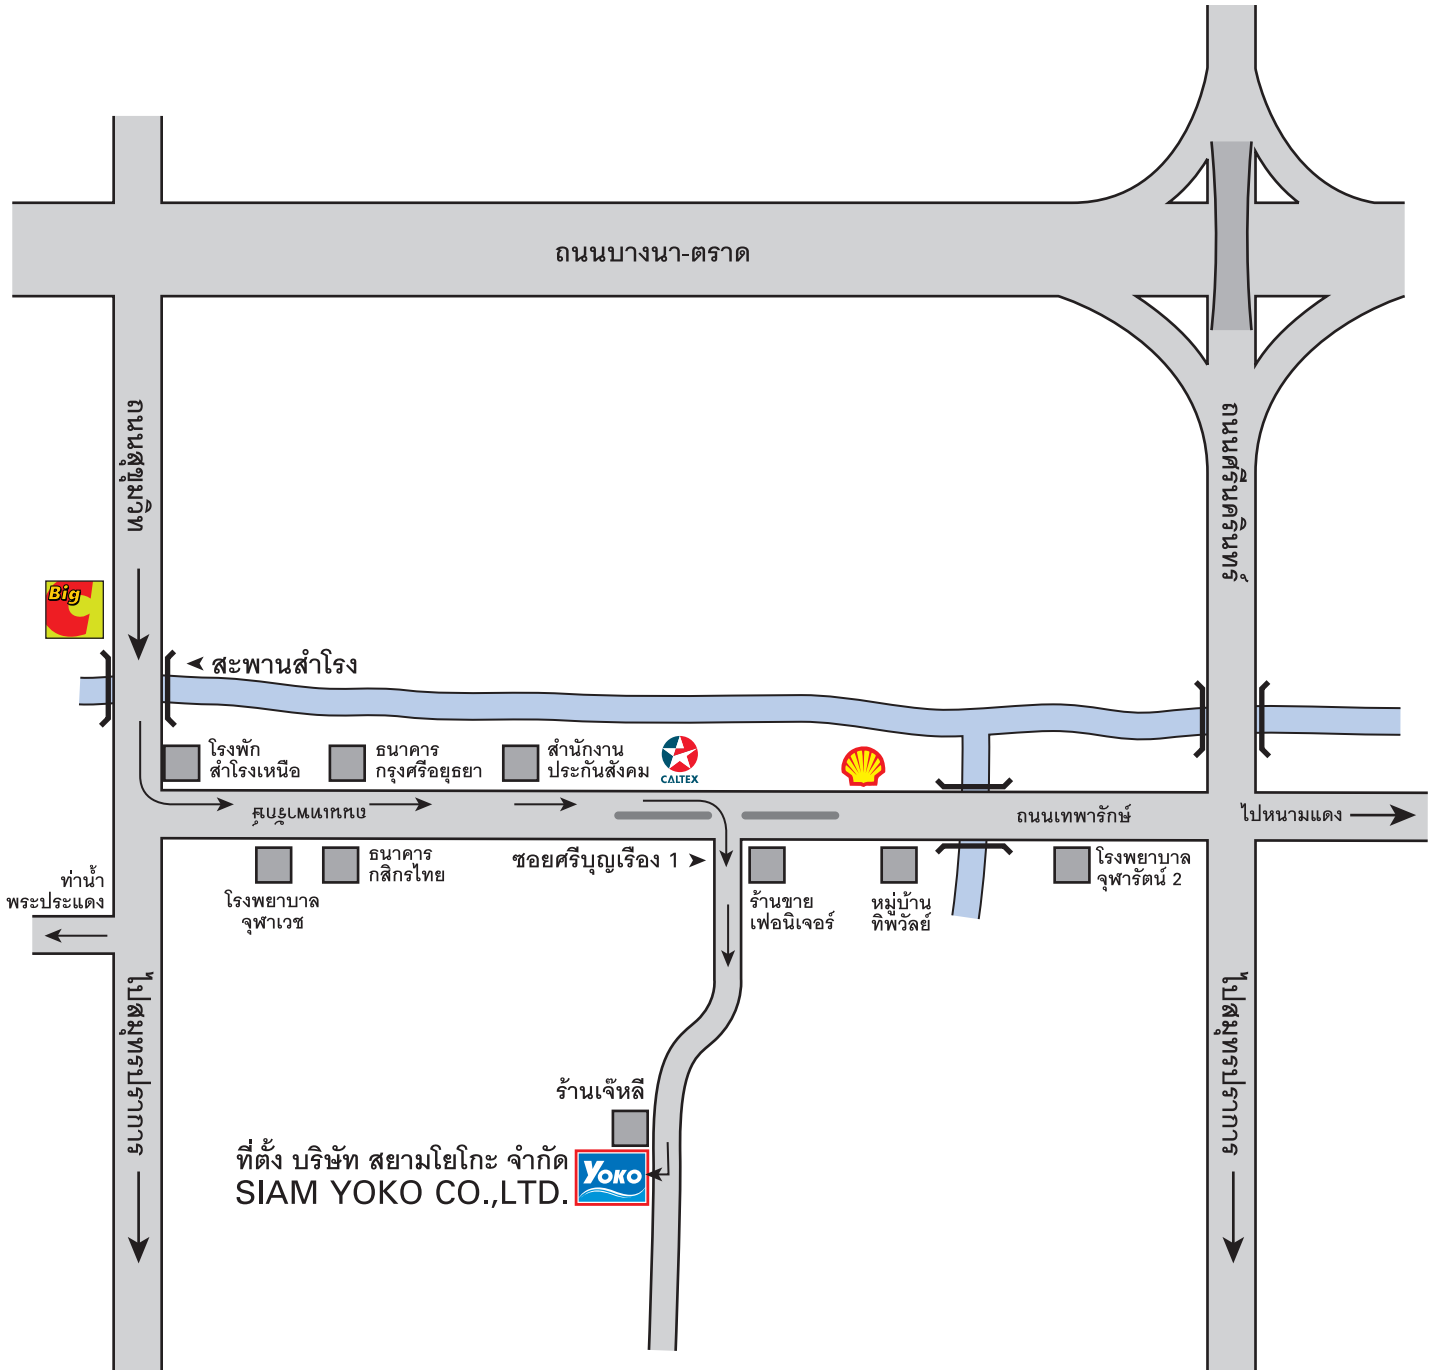 ถนนบางนา-ตราด
ถนนสุขุมวิท
ถนนศรีนครินทร์
Big
สะพานสำโรง
โรงพัก
สำโรงเหนือ
ธนาคาร
กรุงศรีอยุธยา
สำนักงาน
ประกันสังคม
CALTEX
ถนนเทพารักษ์
ถนนเทพารักษ์
ไปหนามแดง
ซอยศรีบุญเรือง 1
ท่าน้ำ
พระประแดง
โรงพยาบาล
จุฬาเวช
ธนาคาร
กสิกรไทย
ร้านขาย
เฟอนิเจอร์
หมู่บ้าน
ทิพวัลย์
โรงพยาบาล
จุฬารัตน์ 2
ไปสมุทรปราการ
ไปสมุทรปราการ
ร้านเจ๊หลี
ที่ตั้ง บริษัท สยามโยโกะ จำกัด
SIAM YOKO CO.,LTD.
YOKO